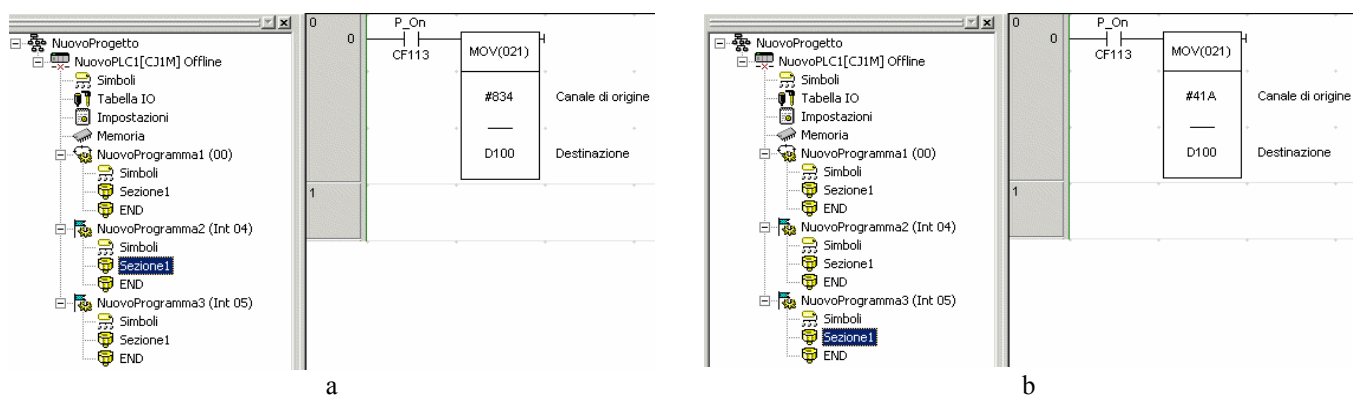 NuovoProgetto
NuovoPLC1[CJ1M] Offline
Simboli
Tabella IO
Impostazioni
Memoria
NuovoProgramma1 (00)
Simboli
Sezione1
END
NuovoProgramma2 (Int 04)
Simboli
Sezione1
END
NuovoProgramma3 (Int 05)
Simboli
Sezione1
END
0
0
P_On
CF113
MOV(021)
#834 Canale di origine
D100 Destinazione
1
a
NuovoProgetto
NuovoPLC1[CJ1M] Offline
Simboli
Tabella IO
Impostazioni
Memoria
NuovoProgramma1 (00)
Simboli
Sezione1
END
NuovoProgramma2 (Int 04)
Simboli
Sezione1
END
NuovoProgramma3 (Int 05)
Simboli
Sezione1
END
0
0
P_On
CF113
MOV(021)
#41A Canale di origine
D100 Destinazione
1
b